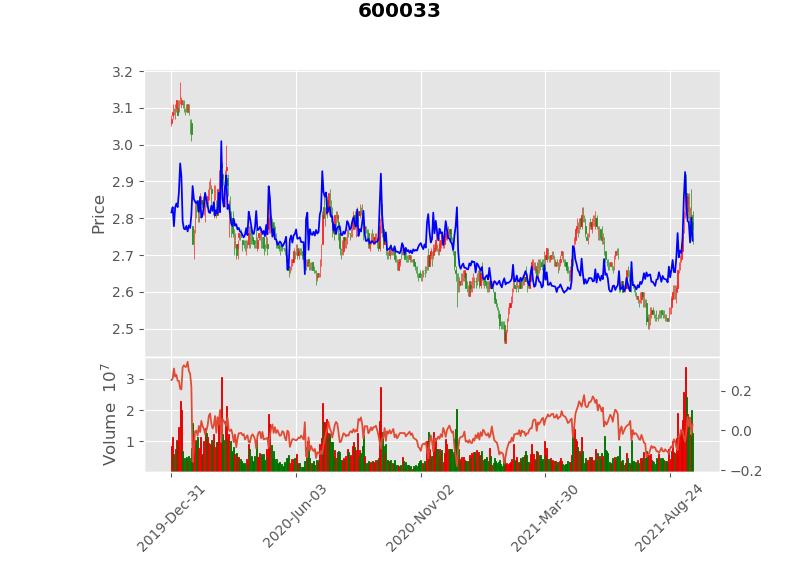 600033
3.2
3.1
3.0
2.9
2.8
2.7
2.6
2.5
Price
3
2
1
Volume 10^7
0.2
0.0
−0.2
2019-Dec-31
2020-Jun-03
2020-Nov-02
2021-Mar-30
2021-Aug-24